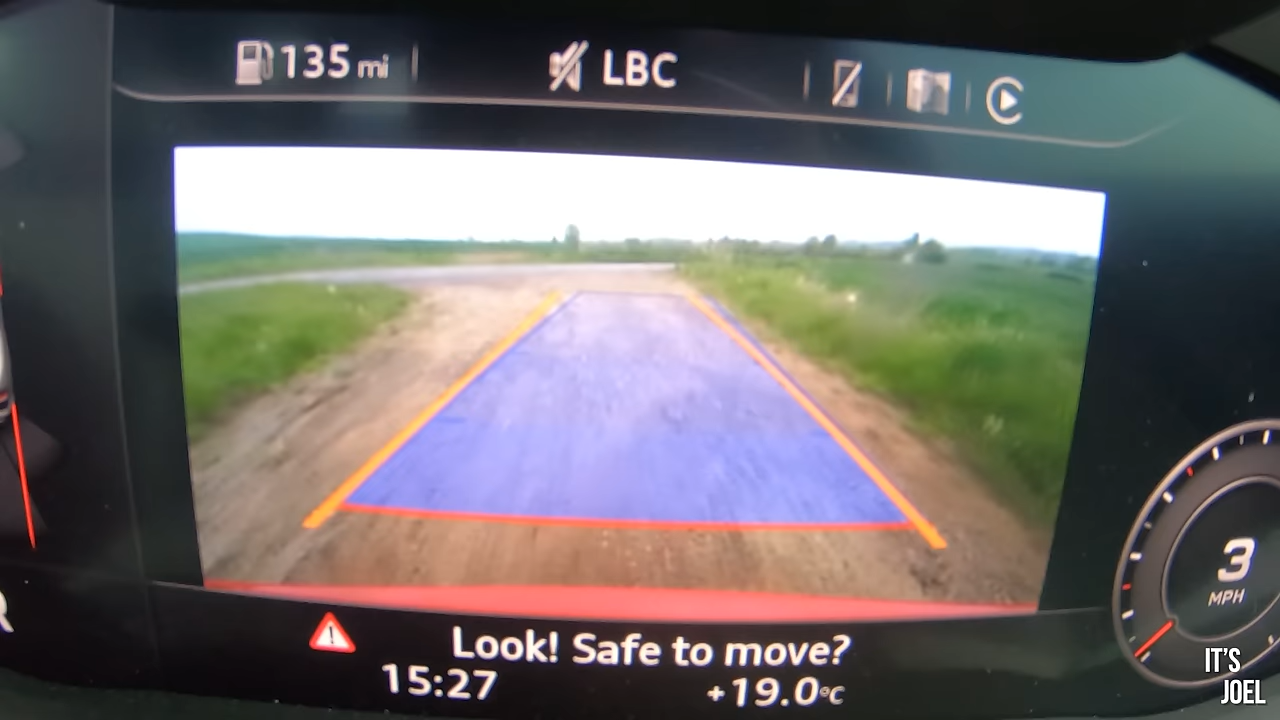 135 mi
LBC
3
MPH
R
Look! Safe to move?
15:27
+19.0°C
IT'S
JOEL